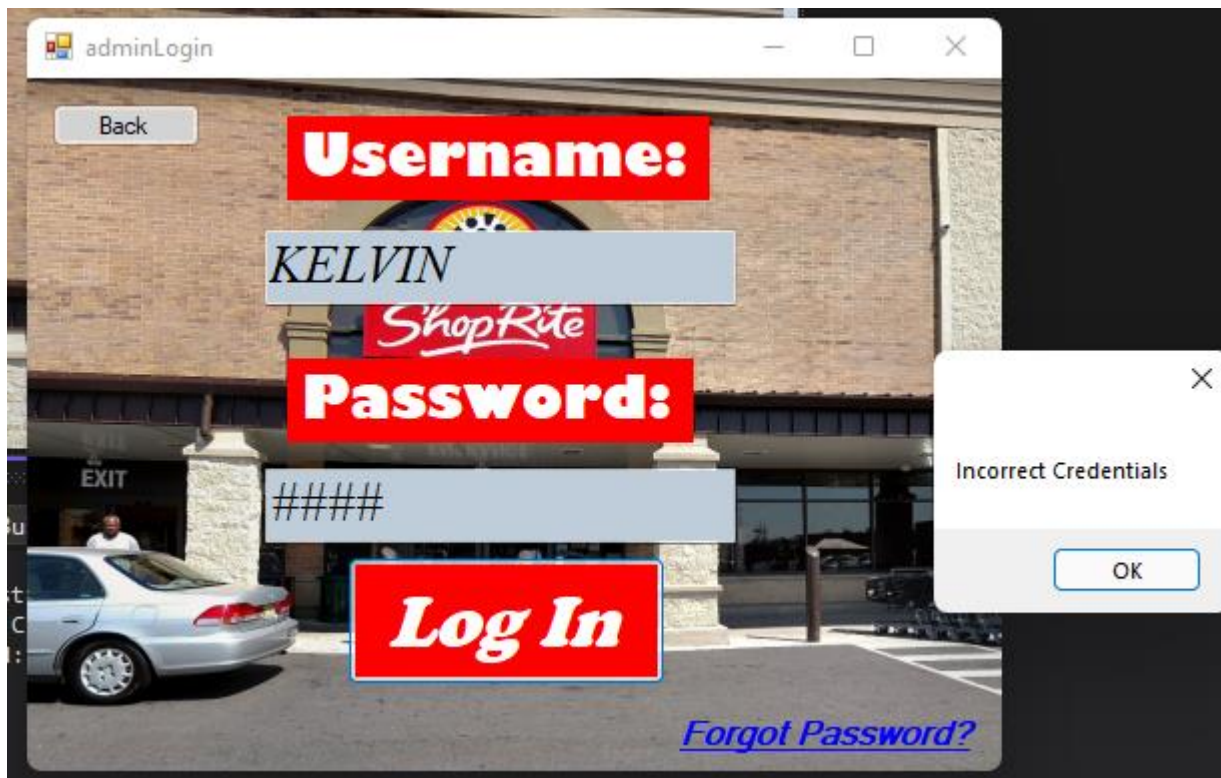 adminLogin
Back
Username:
KELVIN
ShopRite
Password:
EXIT
####
Log In
Forgot Password?
Incorrect Credentials
OK